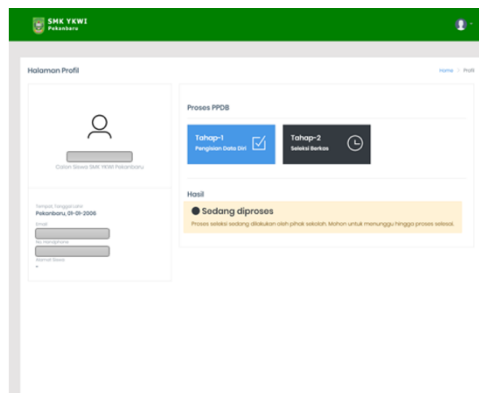 SMK YKWI
Pekanbaru
Halaman Profil
Home
Profil
Calon Siswa SMK YKWI Pekanbaru
Tempat, Tanggal Lahir
Pekanbaru, 01-01-2006
Email
No Handphone
Alamat Siswa
-
Proses PPDB
Tahap-1
Pengisian Data Diri
Tahap-2
Seleksi Berkas
Hasil
Sedang diproses
Proses seleksi sedang dilakukan oleh pihak sekolah. Mohon untuk menunggu hingga proses selesai.